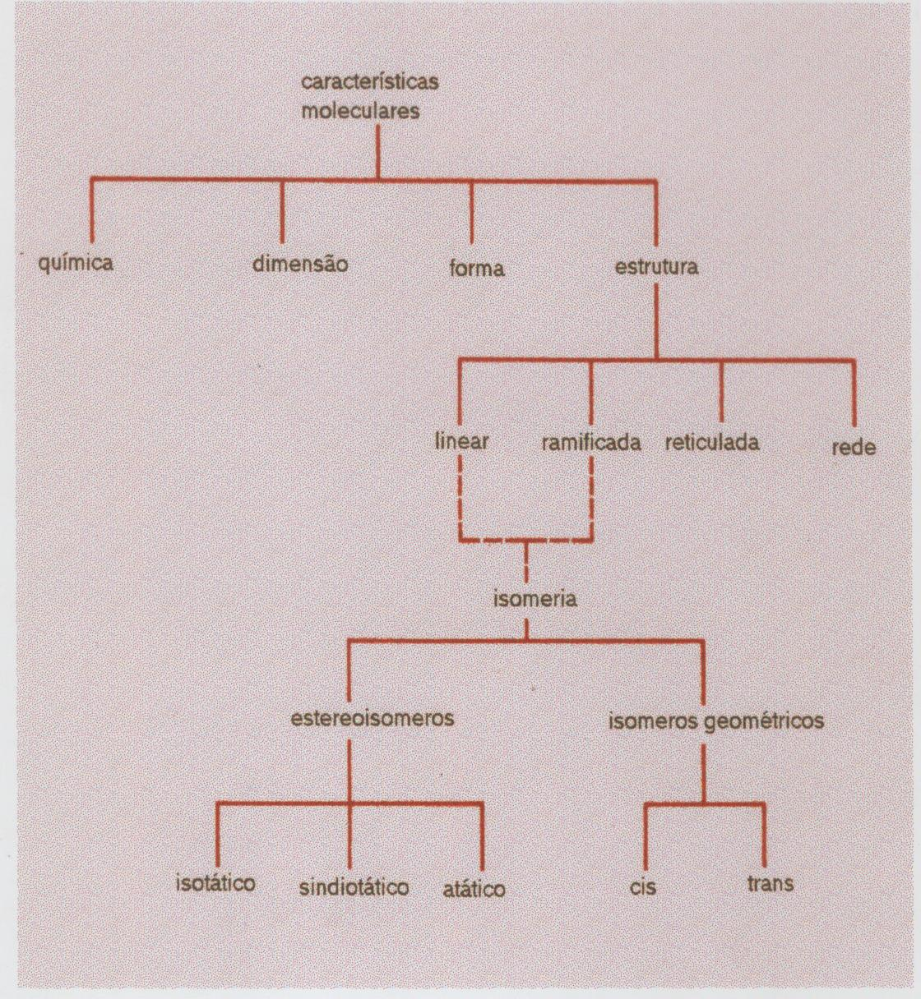 características
moleculares
química
dimensão
forma
estrutura
linear
ramificada
reticulada
rede
isomeria
estereoisomeros
isomeros geométricos
isotático
sindiotático
atático
cis
trans